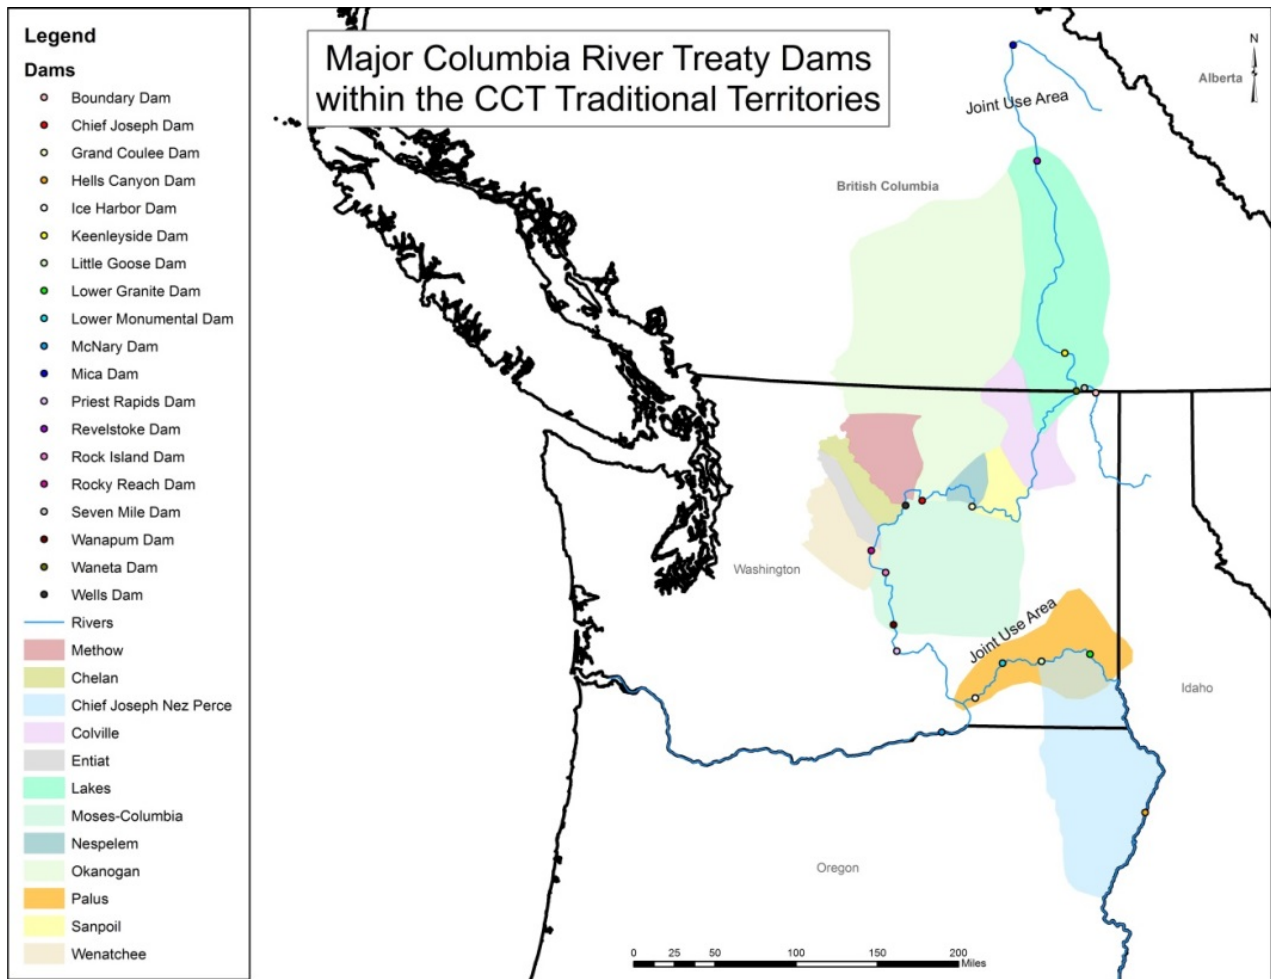 Legend
Dams
Boundary Dam
Chief Joseph Dam
Grand Coulee Dam
Hells Canyon Dam
Ice Harbor Dam
Keenleyside Dam
Little Goose Dam
Lower Granite Dam
Lower Monumental Dam
McNary Dam
Mica Dam
Priest Rapids Dam
Revelstoke Dam
Rock Island Dam
Rocky Reach Dam
Seven Mile Dam
Wanapum Dam
Waneta Dam
Wells Dam
Rivers
Methow
Chelan
Chief Joseph Nez Perce
Colville
Entiat
Lakes
Moses-Columbia
Nespelem
Okanogan
Palus
Sanpoil
Wenatchee
Major Columbia River Treaty Dams
within the CCT Traditional Territories
N
Alberta
Joint Use Area
British Columbia
Washington
Joint Use Area
Idaho
Oregon
0 25 50 100 150 200
Miles